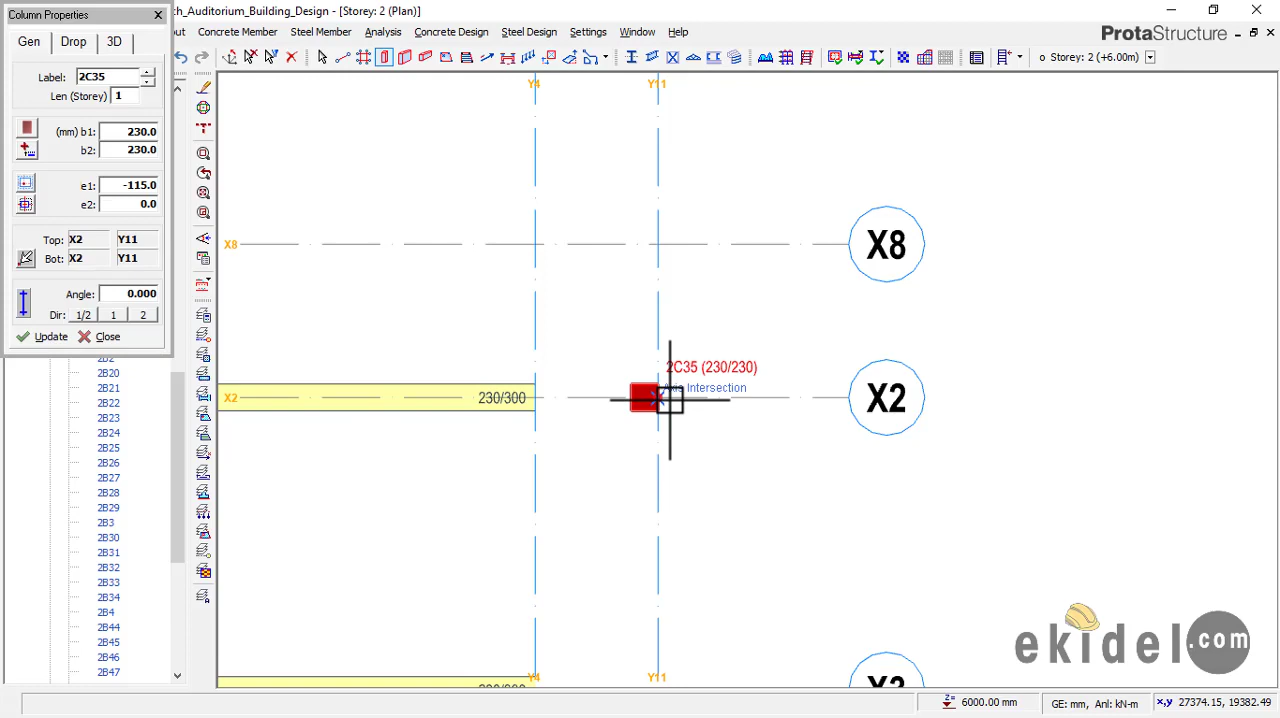 Column Properties
ch_Auditorium_Building_Design - [Storey: 2 (Plan)]
Gen Drop 3D
out Concrete Member Steel Member Analysis Concrete Design Steel Design Settings Window Help
ProtaStructure
o Storey: 2 (+6.00m)
Label: 2C35
Len (Storey) 1
(mm) b1: 230.0
b2: 230.0
e1: -115.0
e2: 0.0
Top: X2 Y11
Bot: X2 Y11
Angle: 0.000
Dir: 1/2 1 2
Update Close
Y4 Y11
X8 X8
2C35 (230/230)
Axis Intersection
X2 230/300 X2
2B2
2B20
2B21
2B22
2B23
2B24
2B25
2B26
2B27
2B28
2B29
2B3
2B30
2B31
2B32
2B33
2B34
2B4
2B44
2B45
2B46
2B47
ekidel.com
Y4 Y11
Z= 6000.00 mm GE: mm, Anl: kN-m x,y 27374.15, 19382.49